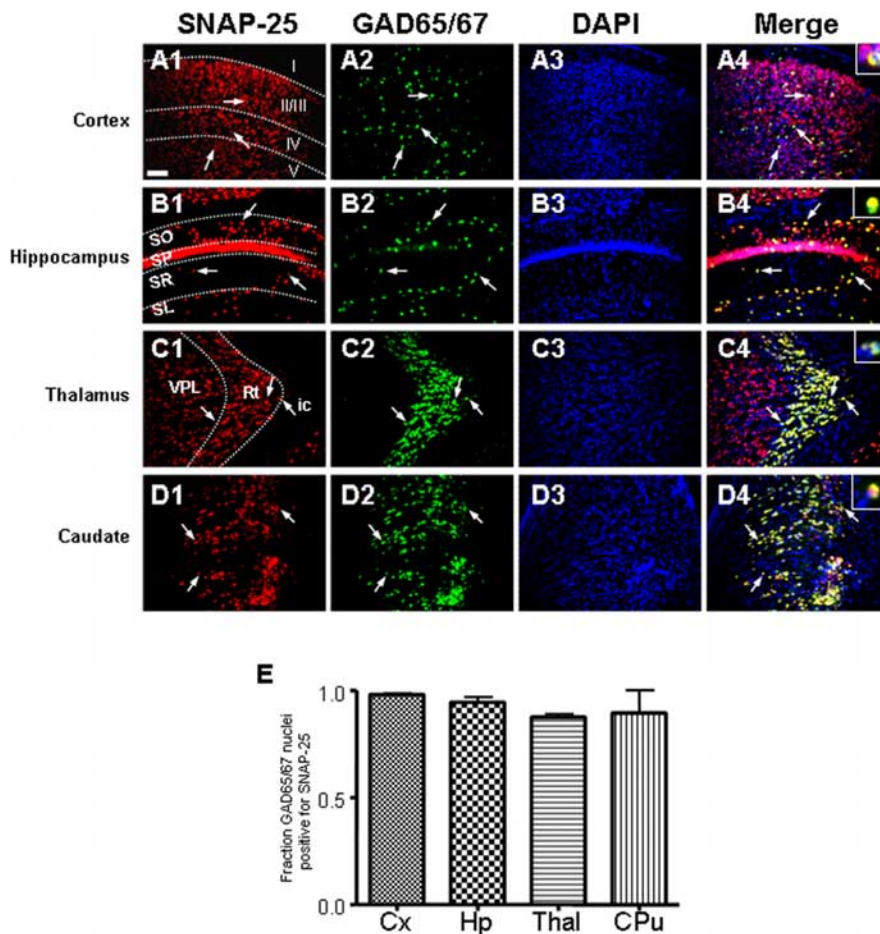 SNAP-25 GAD65/67 DAPI Merge
Cortex
A1 I II/III IV V
A2
A3
A4
Hippocampus
B1 SO SP SR SL
B2
B3
B4
Thalamus
C1 VPL Rt ic
C2
C3
C4
Caudate
D1
D2
D3
D4
E
Fraction GAD65/67 nuclei
positive for SNAP-25
1.0
0.5
0.0
Cx Hp Thal CPu